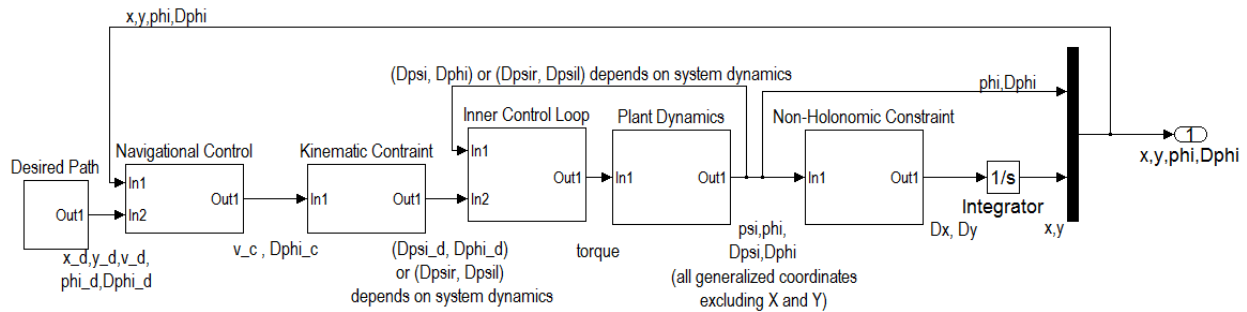 x,y,phi,Dphi
(Dpsi, Dphi) or (Dpsir, Dpsil) depends on system dynamics
phi,Dphi
Inner Control Loop
Plant Dynamics
Non-Holonomic Constraint
Navigational Control
Kinematic Contraint
Desired Path
In1
In1
1
Out1
In1
Out1
In1
Out1
1/s
x,y,phi,Dphi
Out1
In1
Out1
In2
Integrator
Out1
In2
x_d,y_d,v_d,
phi_d,Dphi_d
v_c , Dphi_c
(Dpsi_d, Dphi_d)
or (Dpsir, Dpsil)
depends on system dynamics
torque
psi,phi,
Dpsi,Dphi
(all generalized coordinates
excluding X and Y)
Dx, Dy
x,y